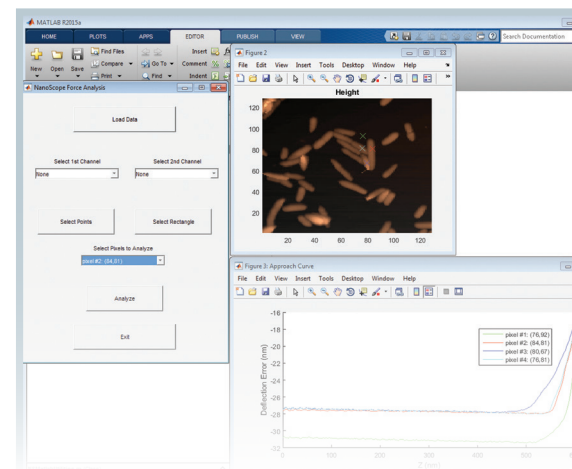 MATLAB R2015a
HOME PLOTS APPS EDITOR PUBLISH VIEW
Search Documentation
New Open Save
Find Files
Compare
Print
Go To
Find
Insert
Comment
Indent
NanoScope Force Analysis
Load Data
Select 1st Channel Select 2nd Channel
None None
Select Points Select Rectangle
Select Pixels to Analyze
pixel #2: (84,81)
Analyze
Exit
Figure 2
File Edit View Insert Tools Desktop Window Help
Height
120
100
80
60
40
20
20 40 60 80 100 120
Figure 3: Approach Curve
File Edit View Insert Tools Desktop Window Help
-16
-18
-20
-22
-24
-26
-28
-30
-32
Deflection Error (nm)
pixel #1: (76,92)
pixel #2: (84,81)
pixel #3: (80,67)
pixel #4: (76,81)
0 100 200 300 400 500